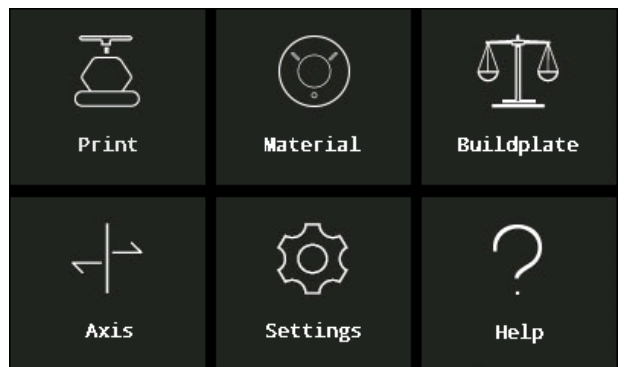 Print
Material
Buildplate
Axis
Settings
Help